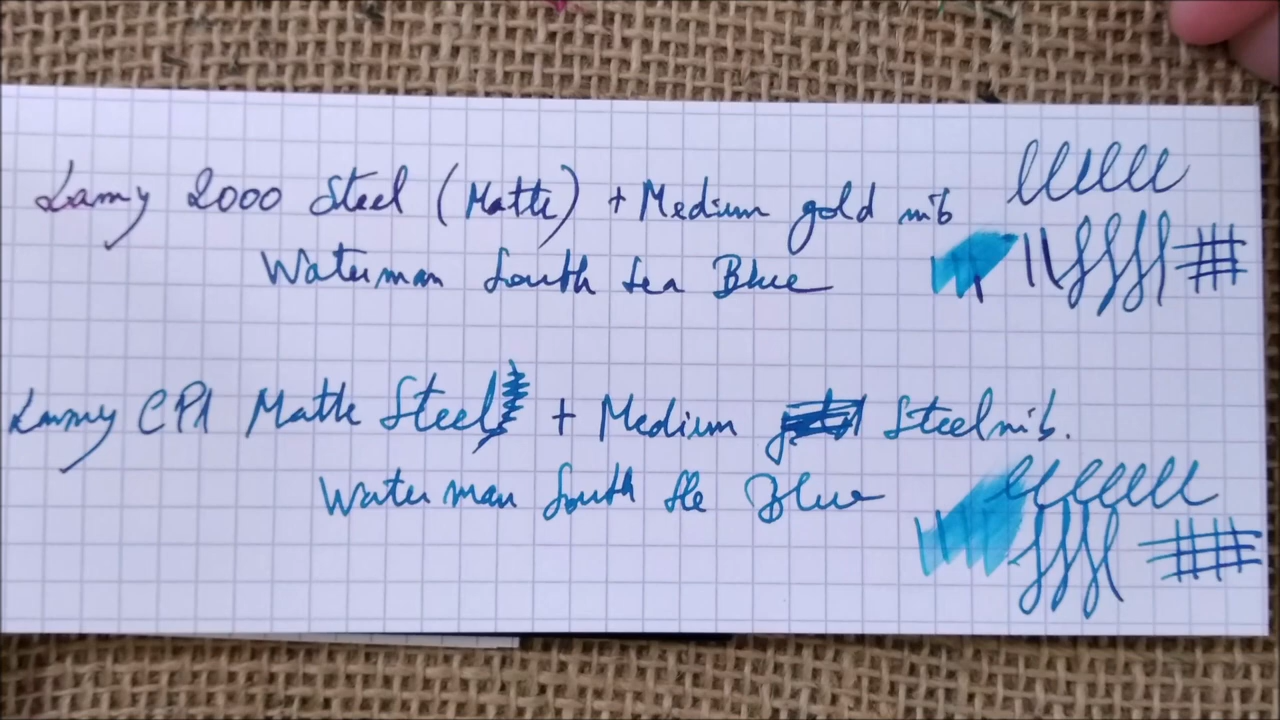 Lamy 2000 Steel (Matte) + Medium gold nib
Waterman South Sea Blue
Lamy CP1 Matte Steel + Medium Steel nib.
Waterman South Se Blue